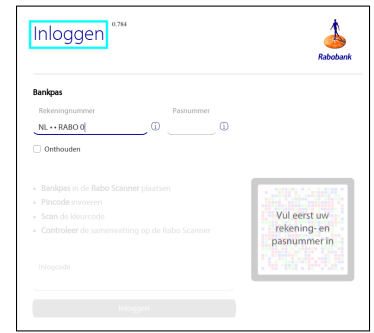 Inloggen 0.784
Rabobank
Bankpas
Rekeningnummer Pasnummer
NL •• RABO 0
Onthouden
• Bankpas in de Rabo Scanner plaatsen
• Pincode invoeren
• Scan de kleurcode
• Controleer de samenvatting op de Rabo Scanner
Vul eerst uw
rekening- en
pasnummer in
Inlogcode
Inloggen